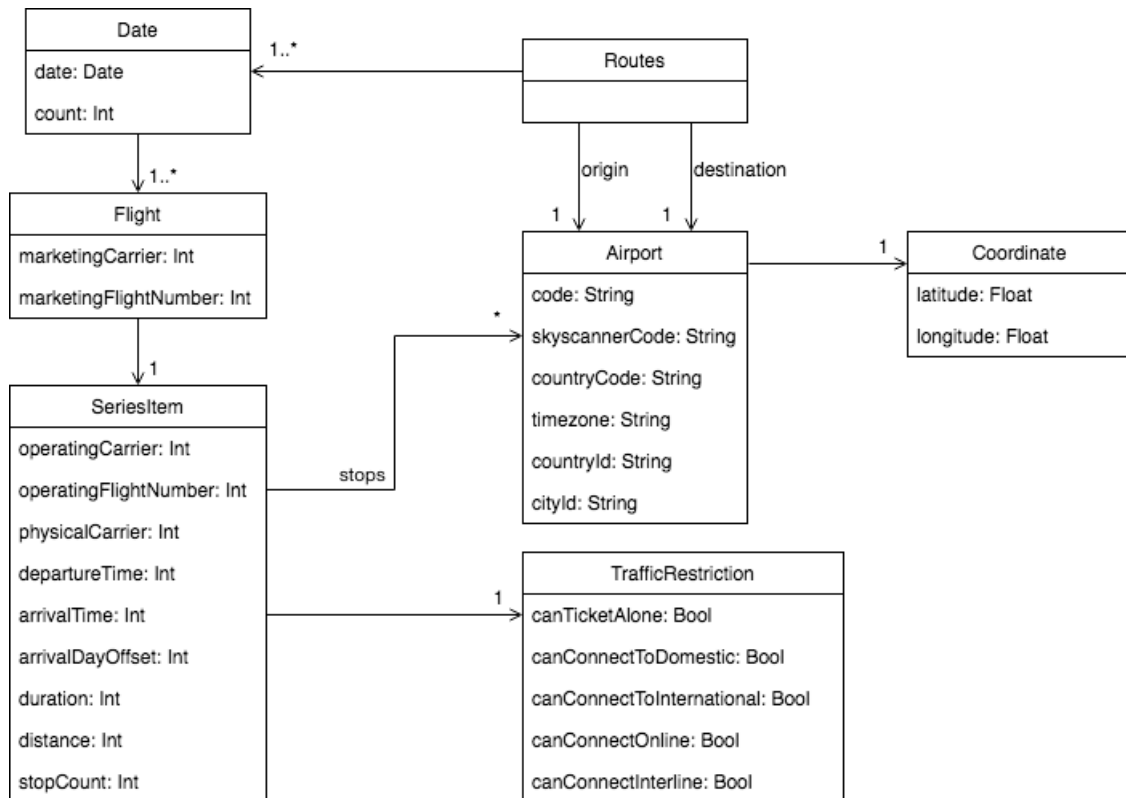 Date
date: Date
count: Int
1..*
Routes
origin
destination
1
1
1..*
Flight
marketingCarrier: Int
marketingFlightNumber: Int
1
Airport
code: String
skyscannerCode: String
countryCode: String
timezone: String
countryId: String
cityId: String
1
Coordinate
latitude: Float
longitude: Float
SeriesItem
operatingCarrier: Int
operatingFlightNumber: Int
physicalCarrier: Int
departureTime: Int
arrivalTime: Int
arrivalDayOffset: Int
duration: Int
distance: Int
stopCount: Int
*
stops
1
TrafficRestriction
canTicketAlone: Bool
canConnectToDomestic: Bool
canConnectToInternational: Bool
canConnectOnline: Bool
canConnectInterline: Bool